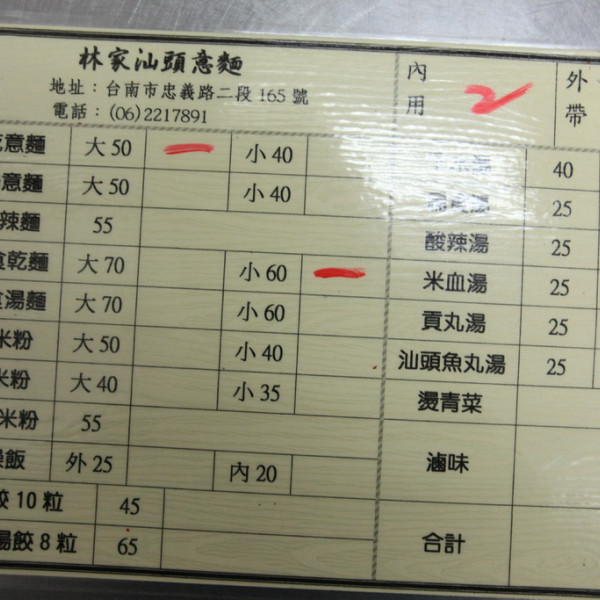 林家汕頭意麵
地址：台南市忠義路二段165號
電話：(06)2217891
內用
2
外帶
意麵 大50 小40
意麵 大50 小40
辣麵 55
乾麵 大70 小60
湯麵 大70 小60
米粉 大50 小40
米粉 大40 小35
米粉 55
飯 外25 內20
餃10粒 45
湯餃8粒 65
40
25
酸辣湯 25
米血湯 25
貢丸湯 25
汕頭魚丸湯 25
燙青菜
滷味
合計